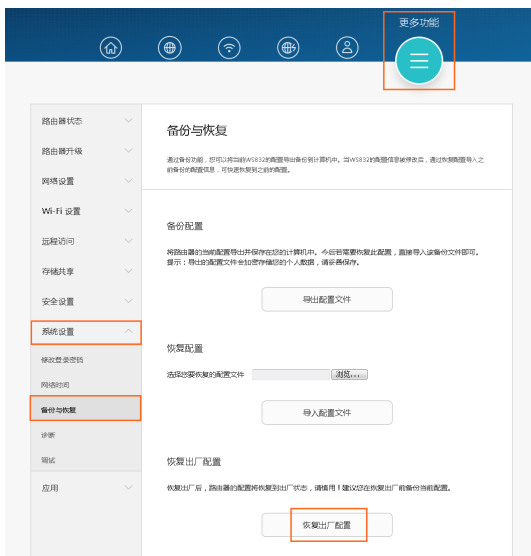 更多功能
路由器状态
路由器升级
网络设置
Wi-Fi 设置
远程访问
存储共享
安全设置
系统设置
修改登录密码
网络时间
备份与恢复
诊断
调试
应用
备份与恢复
通过备份功能，您可以将当前WS832的配置导出备份到计算机中。当WS832的配置信息被修改后，通过恢复配置导入之
前备份的配置信息，可快速恢复到之前的配置。
备份配置
将路由器的当前配置导出并保存在您的计算机中。今后若需要恢复此配置，直接导入该备份文件即可。
提示：导出的配置文件会加密存储您的个人数据，请妥善保存。
导出配置文件
恢复配置
选择您要恢复的配置文件 浏览...
导入配置文件
恢复出厂配置
恢复出厂后，路由器的配置将恢复到出厂状态，请慎用！建议您在恢复出厂前备份当前配置。
恢复出厂配置